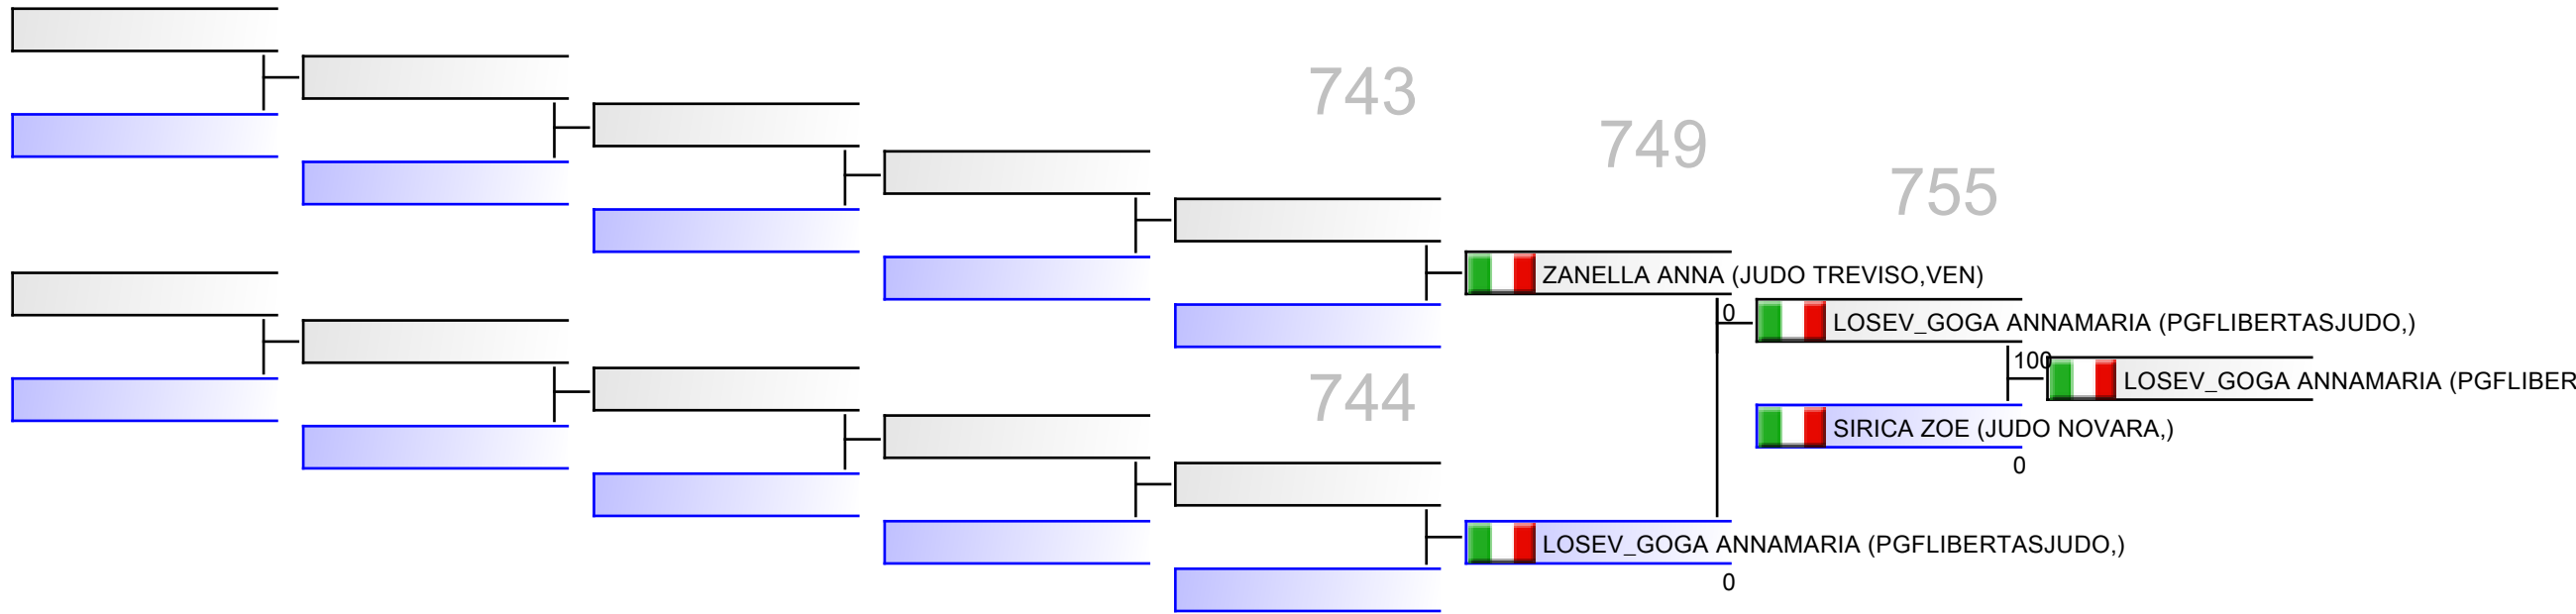 743
749
755
ZANELLA ANNA (JUDO TREVISO,VEN)
0
LOSEV_GOGA ANNAMARIA (PGFLIBERTASJUDO,)
100
LOSEV_GOGA ANNAMARIA (PGFLIBER
744
SIRICA ZOE (JUDO NOVARA,)
0
LOSEV_GOGA ANNAMARIA (PGFLIBERTASJUDO,)
0